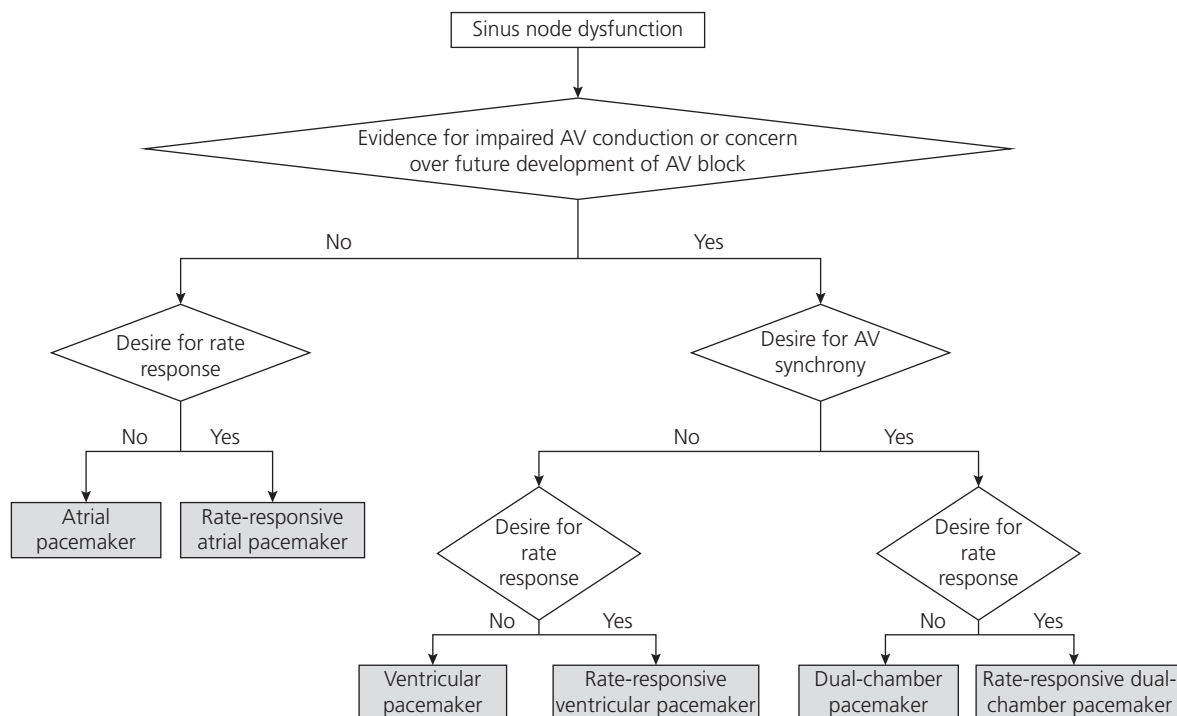 Sinus node dysfunction
Evidence for impaired AV conduction or concern
over future development of AV block
No
Yes
Desire for rate
response
Desire for AV
synchrony
No
Yes
No
Yes
Atrial
pacemaker
Rate-responsive
atrial pacemaker
Desire for
rate
response
Desire for
rate
response
No
Yes
No
Yes
Ventricular
pacemaker
Rate-responsive
ventricular pacemaker
Dual-chamber
pacemaker
Rate-responsive dual-
chamber pacemaker